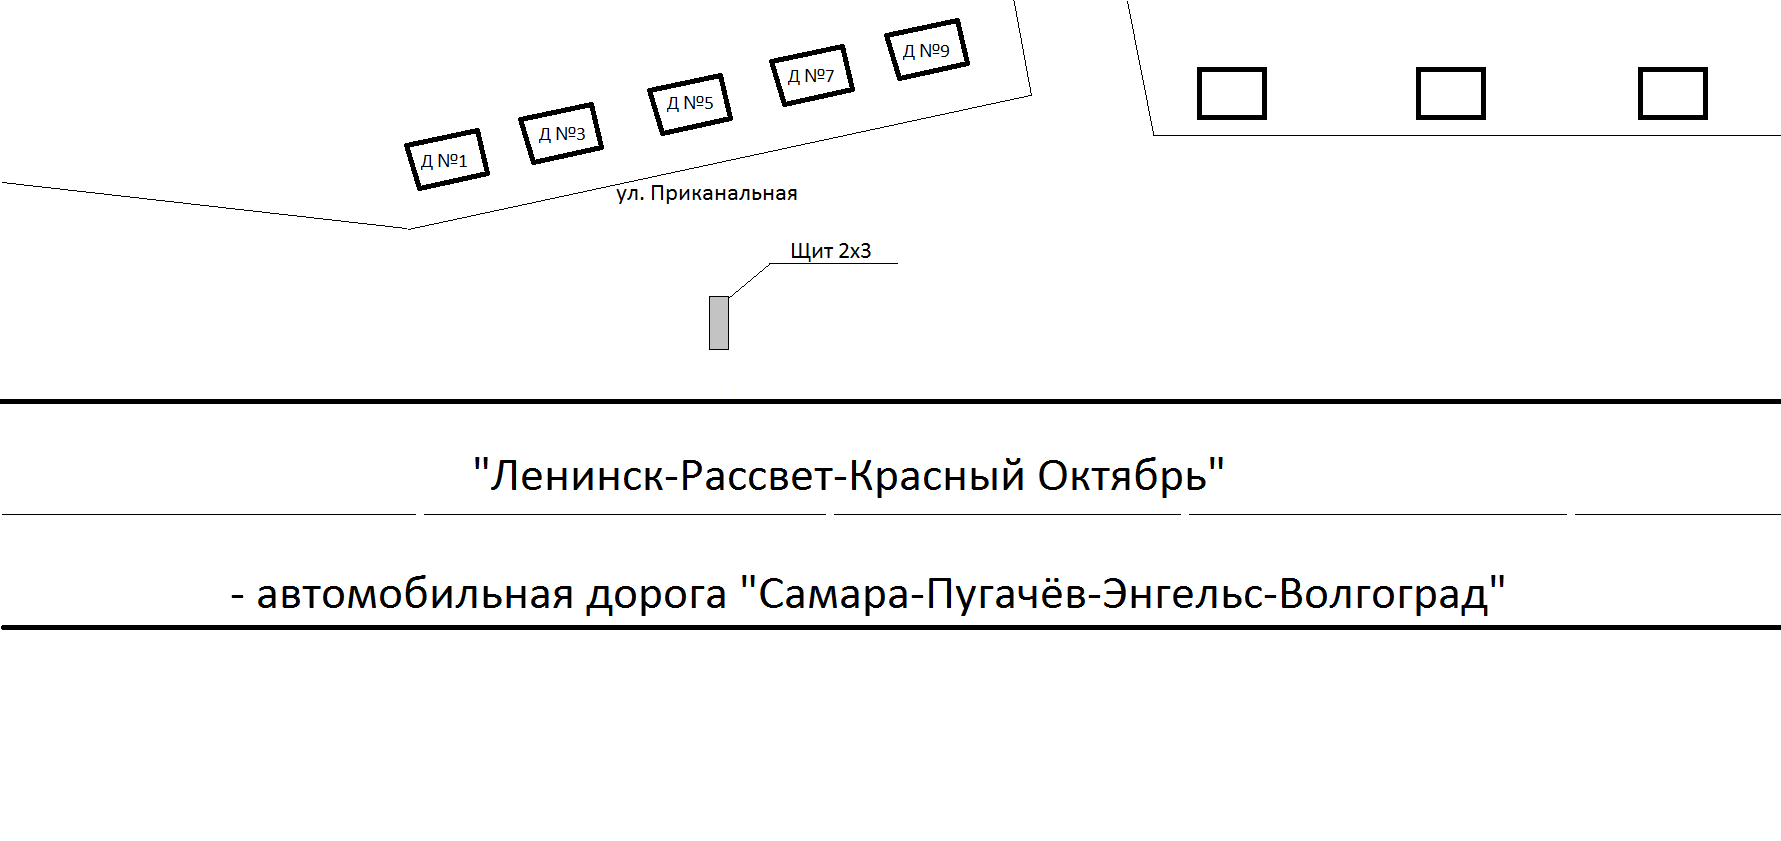 Д №9
Д №7
Д №5
Д №3
Д №1
ул. Приканальная
Щит 2х3
"Ленинск-Рассвет-Красный Октябрь"
- автомобильная дорога "Самара-Пугачёв-Энгельс-Волгоград"